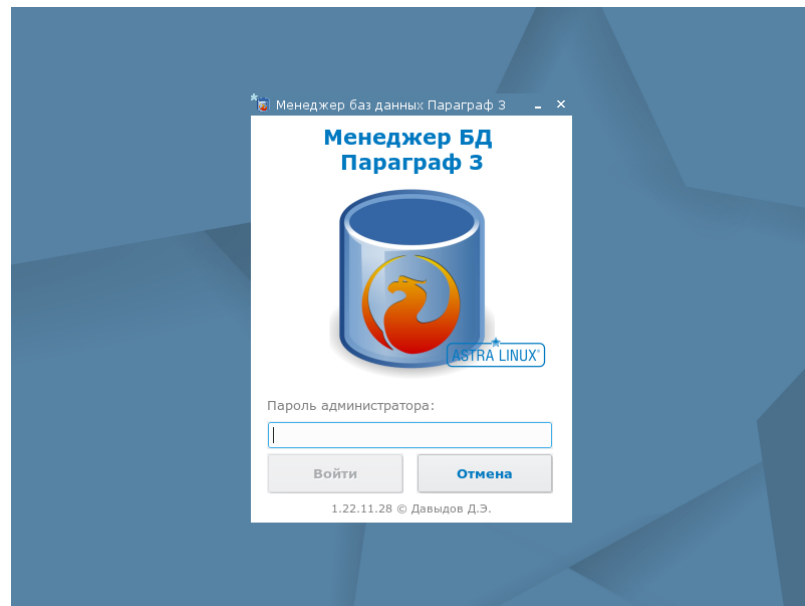 Менеджер баз данных Параграф 3
Менеджер БД
Параграф 3
ASTRA LINUX®
Пароль администратора:
Войти
Отмена
1.22.11.28 © Давыдов Д.Э.